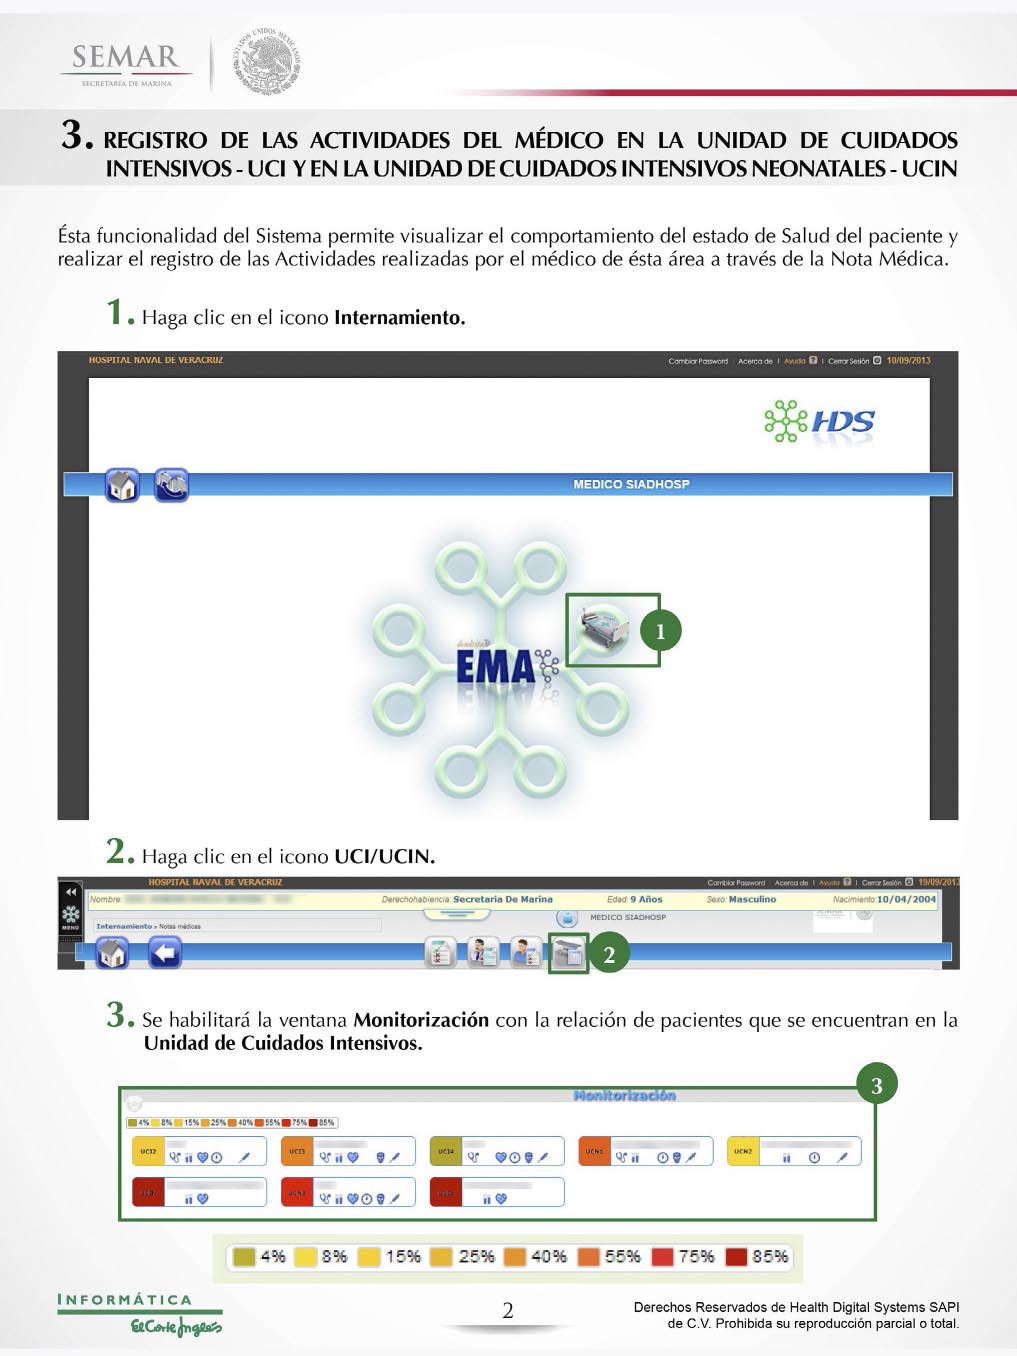 SEMAR
SECRETARÍA DE MARINA
ESTADOS UNIDOS MEXICANOS
3. REGISTRO DE LAS ACTIVIDADES DEL MÉDICO EN LA UNIDAD DE CUIDADOS
INTENSIVOS - UCI Y EN LA UNIDAD DE CUIDADOS INTENSIVOS NEONATALES - UCIN
Ésta funcionalidad del Sistema permite visualizar el comportamiento del estado de Salud del paciente y
realizar el registro de las Actividades realizadas por el médico de ésta área a través de la Nota Médica.
1. Haga clic en el icono Internamiento.
HOSPITAL NAVAL DE VERACRUZ
Cambiar Password | Acerca de | Ayuda ? | Cerrar Sesión 10/09/2013
HDS
MEDICO SIADHOSP
EMA
1
2. Haga clic en el icono UCI/UCIN.
HOSPITAL NAVAL DE VERACRUZ
Cambiar Password | Acerca de | Ayuda ? | Cerrar Sesión 19/09/2013
Nombre: Derechohabiencia: Secretaria De Marina Edad: 9 Años Sexo: Masculino Nacimiento: 10/04/2004
MENÚ
MEDICO SIADHOSP
SEMAR
Internamiento » Notas médicas
2
3. Se habilitará la ventana Monitorización con la relación de pacientes que se encuentran en la
Unidad de Cuidados Intensivos.
3
Monitorización
4% 8% 15% 25% 40% 55% 75% 85%
UCI2 UCI3 UCI4 UCN1 UCN2
4% 8% 15% 25% 40% 55% 75% 85%
INFORMÁTICA
El Corte Inglés
2
Derechos Reservados de Health Digital Systems SAPI
de C.V. Prohibida su reproducción parcial o total.